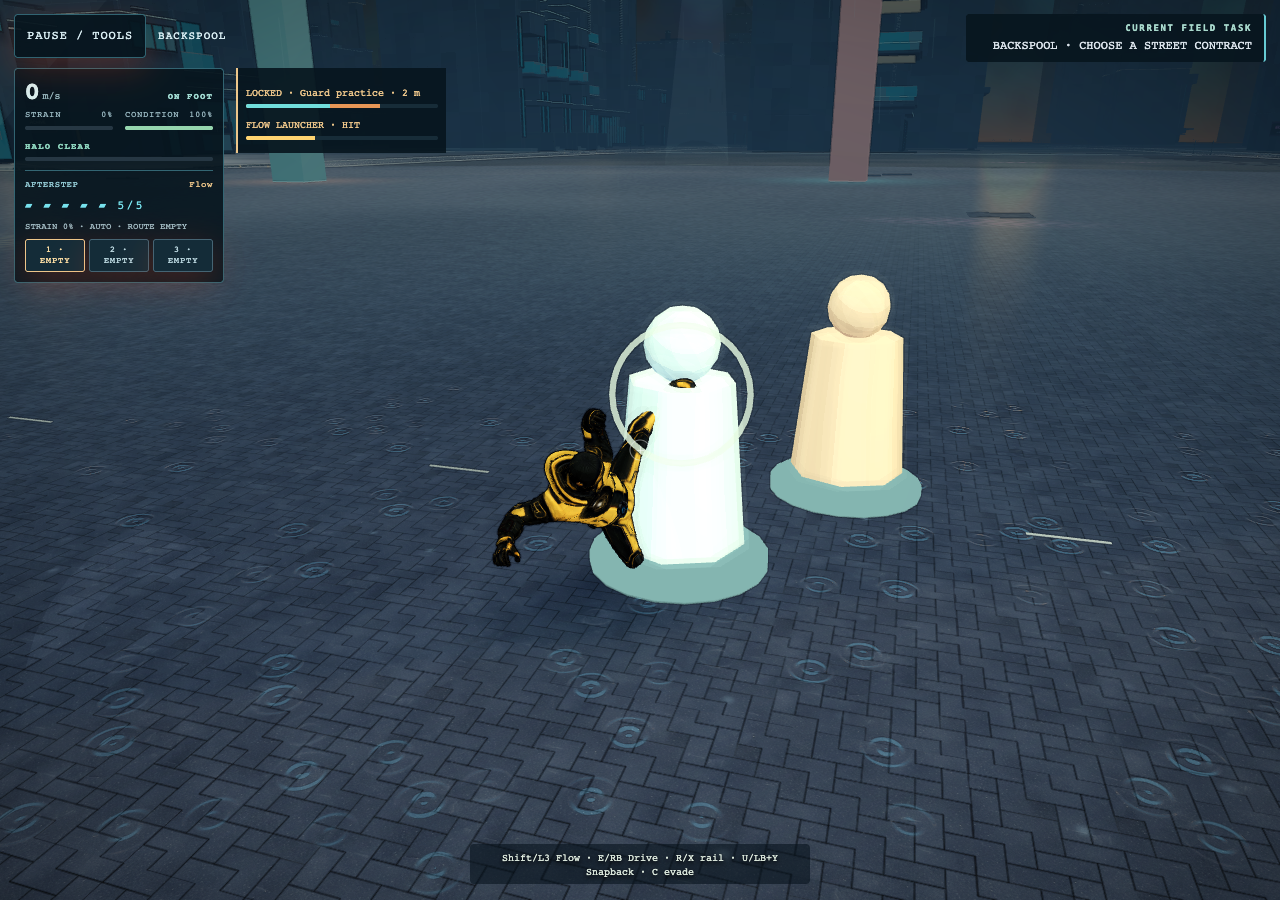 PAUSE / TOOLS
BACKSPOOL
CURRENT FIELD TASK
BACKSPOOL · CHOOSE A STREET CONTRACT
0 m/s
ON FOOT
STRAIN 0%
CONDITION 100%
HALO CLEAR
AFTERSTEP
Flow
5/5
STRAIN 0% · AUTO · ROUTE EMPTY
1 ·
EMPTY
2 ·
EMPTY
3 ·
EMPTY
LOCKED · Guard practice · 2 m
FLOW LAUNCHER · HIT
Shift/L3 Flow · E/RB Drive · R/X rail · U/LB+Y
Snapback · C evade